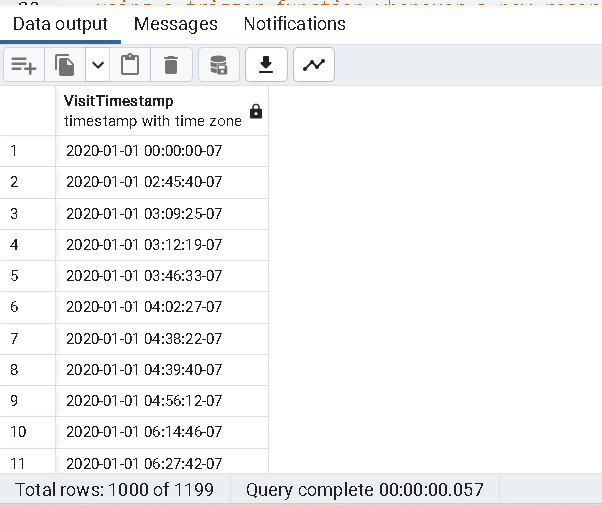 Data output Messages Notifications
VisitTimestamp
timestamp with time zone
1 2020-01-01 00:00:00-07
2 2020-01-01 02:45:40-07
3 2020-01-01 03:09:25-07
4 2020-01-01 03:12:19-07
5 2020-01-01 03:46:33-07
6 2020-01-01 04:02:27-07
7 2020-01-01 04:38:22-07
8 2020-01-01 04:39:40-07
9 2020-01-01 04:56:12-07
10 2020-01-01 06:14:46-07
11 2020-01-01 06:27:42-07
Total rows: 1000 of 1199 Query complete 00:00:00.057